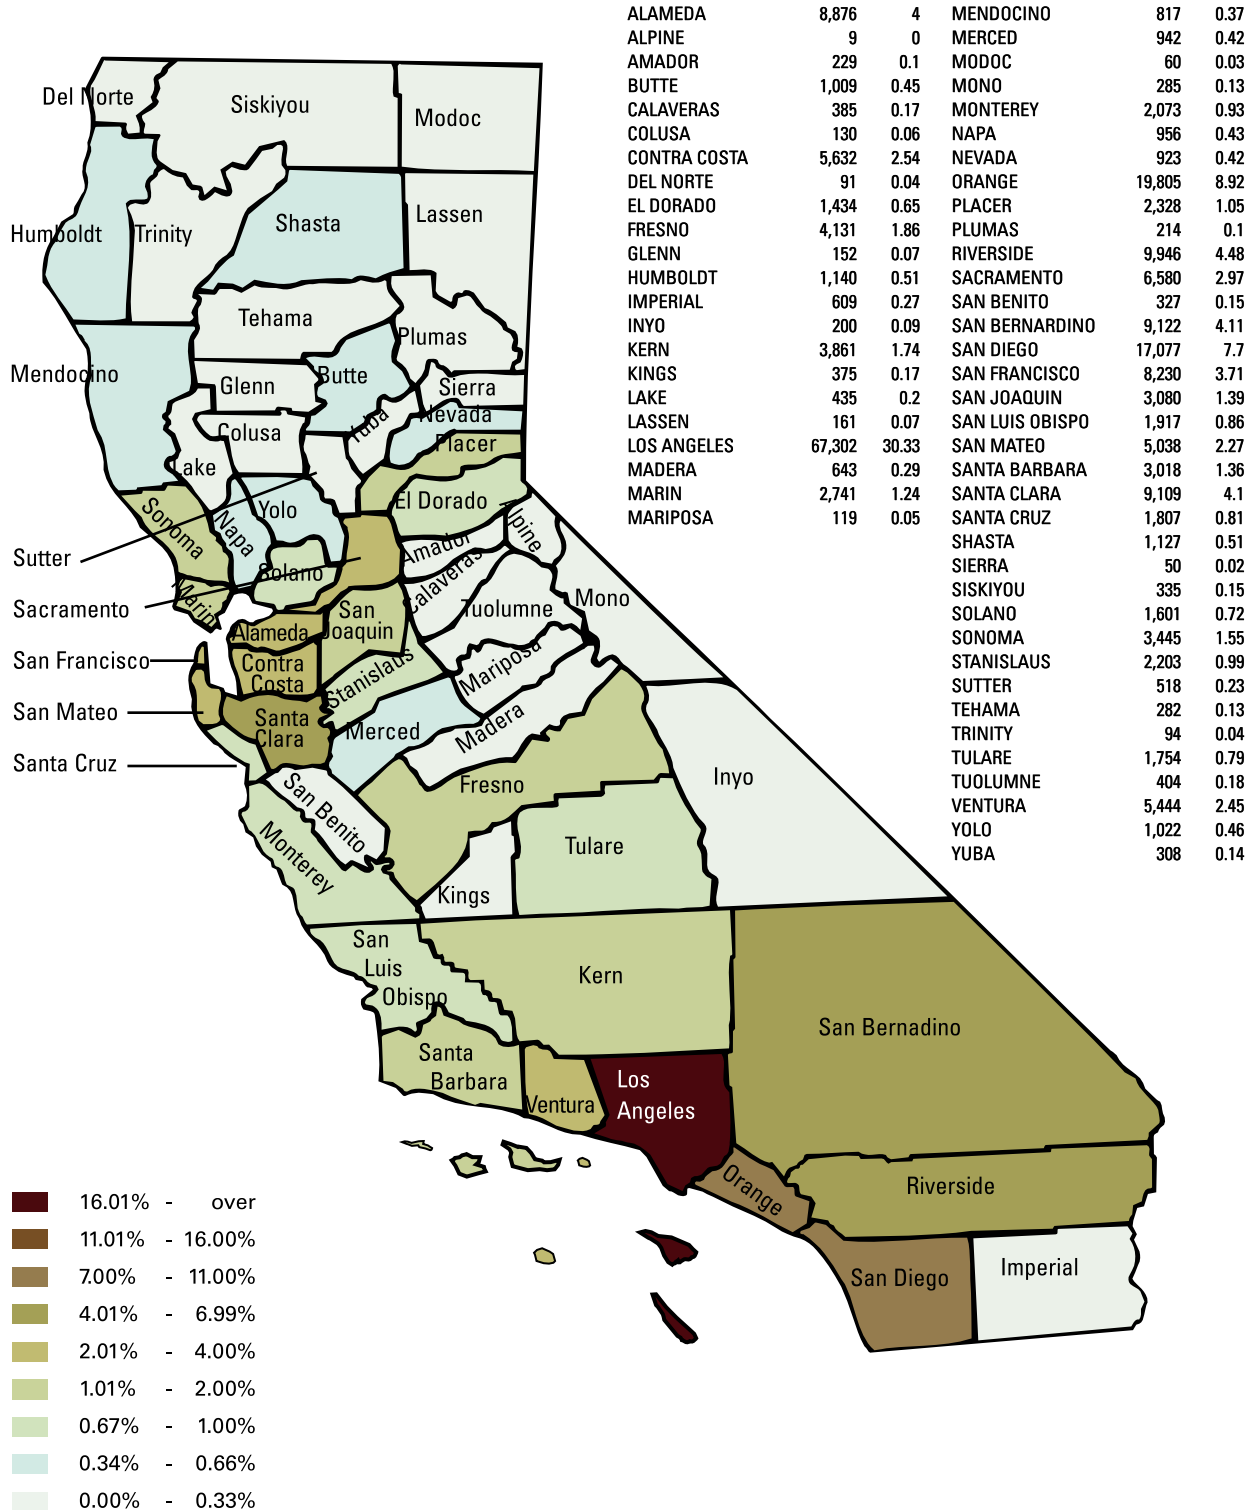 ALAMEDA 8,876 4
ALPINE 9 0
AMADOR 229 0.1
BUTTE 1,009 0.45
CALAVERAS 385 0.17
COLUSA 130 0.06
CONTRA COSTA 5,632 2.54
DEL NORTE 91 0.04
EL DORADO 1,434 0.65
FRESNO 4,131 1.86
GLENN 152 0.07
HUMBOLDT 1,140 0.51
IMPERIAL 609 0.27
INYO 200 0.09
KERN 3,861 1.74
KINGS 375 0.17
LAKE 435 0.2
LASSEN 161 0.07
LOS ANGELES 67,302 30.33
MADERA 643 0.29
MARIN 2,741 1.24
MARIPOSA 119 0.05
MENDOCINO 817 0.37
MERCED 942 0.42
MODOC 60 0.03
MONO 285 0.13
MONTEREY 2,073 0.93
NAPA 956 0.43
NEVADA 923 0.42
ORANGE 19,805 8.92
PLACER 2,328 1.05
PLUMAS 214 0.1
RIVERSIDE 9,946 4.48
SACRAMENTO 6,580 2.97
SAN BENITO 327 0.15
SAN BERNARDINO 9,122 4.11
SAN DIEGO 17,077 7.7
SAN FRANCISCO 8,230 3.71
SAN JOAQUIN 3,080 1.39
SAN LUIS OBISPO 1,917 0.86
SAN MATEO 5,038 2.27
SANTA BARBARA 3,018 1.36
SANTA CLARA 9,109 4.1
SANTA CRUZ 1,807 0.81
SHASTA 1,127 0.51
SIERRA 50 0.02
SISKIYOU 335 0.15
SOLANO 1,601 0.72
SONOMA 3,445 1.55
STANISLAUS 2,203 0.99
SUTTER 518 0.23
TEHAMA 282 0.13
TRINITY 94 0.04
TULARE 1,754 0.79
TUOLUMNE 404 0.18
VENTURA 5,444 2.45
YOLO 1,022 0.46
YUBA 308 0.14
Del Norte
Siskiyou
Modoc
Humboldt
Trinity
Shasta
Lassen
Tehama
Plumas
Mendocino
Glenn
Butte
Sierra
Colusa
Yuba
Nevada
Placer
Lake
El Dorado
Sonoma
Napa
Yolo
Alpine
Sutter
Solano
Amador
Marin
Sacramento
Calaveras
San
Joaquin
Tuolumne
Mono
Alameda
San Francisco
Contra
Costa
Stanislaus
Mariposa
San Mateo
Santa
Clara
Merced
Madera
Santa Cruz
San Benito
Fresno
Inyo
Monterey
Tulare
Kings
San
Luis
Obispo
Kern
San Bernadino
Santa
Barbara
Ventura
Los
Angeles
Orange
Riverside
San Diego
Imperial
16.01% - over
11.01% - 16.00%
7.00% - 11.00%
4.01% - 6.99%
2.01% - 4.00%
1.01% - 2.00%
0.67% - 1.00%
0.34% - 0.66%
0.00% - 0.33%